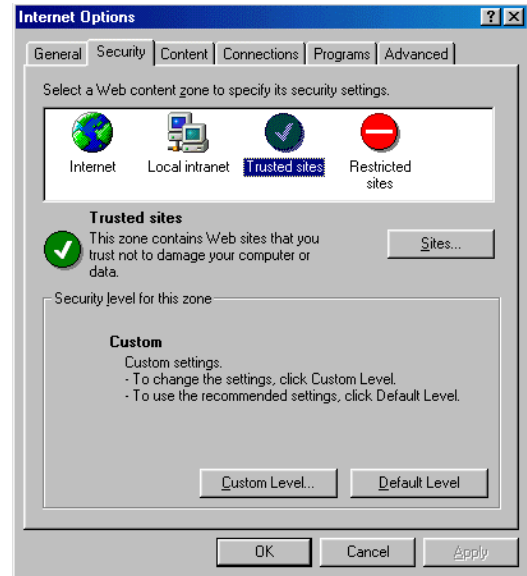 Internet Options
General Security Content Connections Programs Advanced
Select a Web content zone to specify its security settings.
Internet Local intranet Trusted sites Restricted
sites
Trusted sites
This zone contains Web sites that you
trust not to damage your computer or
data.
Sites...
Security level for this zone
Custom
Custom settings.
- To change the settings, click Custom Level.
- To use the recommended settings, click Default Level.
Custom Level... Default Level
OK Cancel Apply